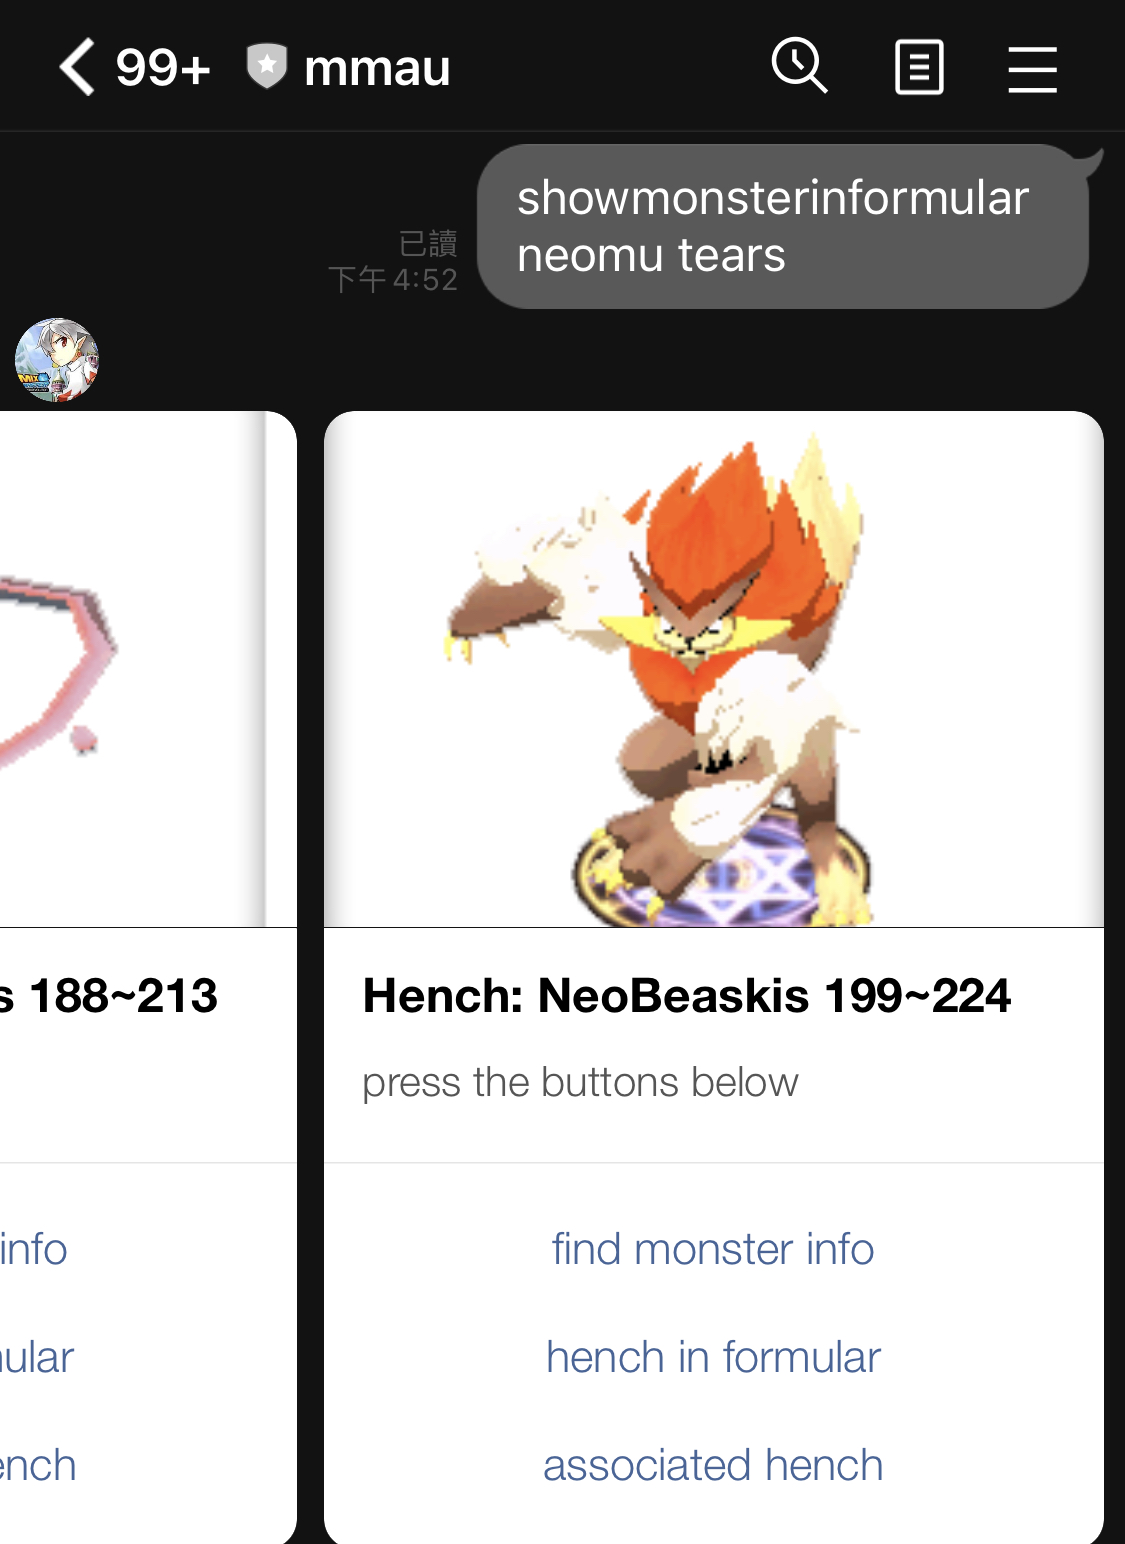 99+ mmau
showmonsterinformular
neomu tears
已讀
下午 4:52
MIX
s 188~213
Hench: NeoBeaskis 199~224
press the buttons below
info
find monster info
ular
hench in formular
ench
associated hench